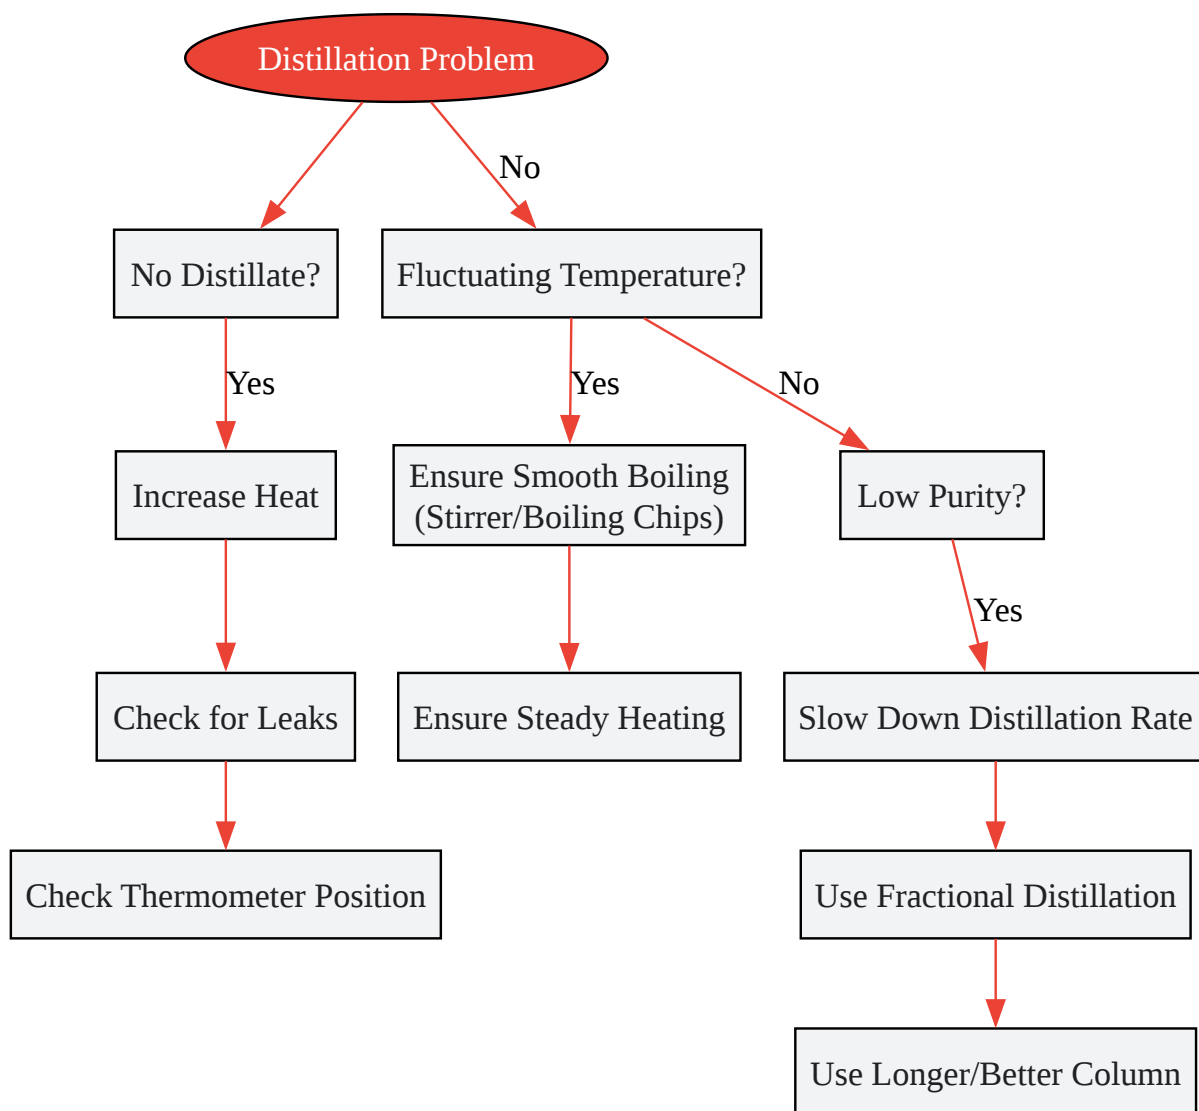 Distillation Problem
No
No Distillate?
Fluctuating Temperature?
Yes
Yes
No
Increase Heat
Ensure Smooth Boiling
(Stirrer/Boiling Chips)
Low Purity?
Yes
Check for Leaks
Ensure Steady Heating
Slow Down Distillation Rate
Check Thermometer Position
Use Fractional Distillation
Use Longer/Better Column